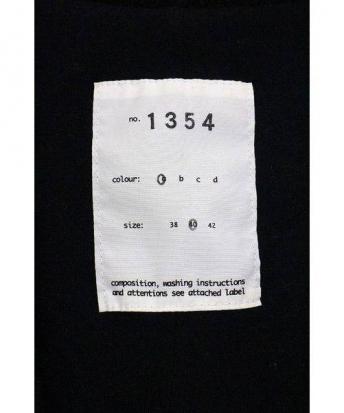 no. 1354
colour: b c d
size: 38 40 42
composition, washing instructions
and attentions see attached label